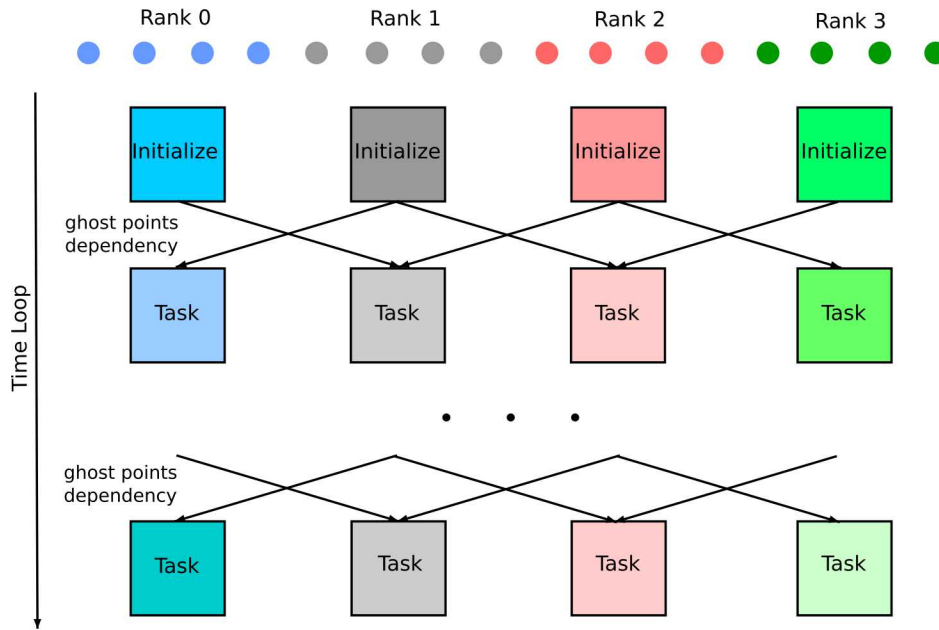 Rank 0 Rank 1 Rank 2 Rank 3
Initialize Initialize Initialize Initialize
ghost points
dependency
Task Task Task Task
Time Loop
. . .
ghost points
dependency
Task Task Task Task